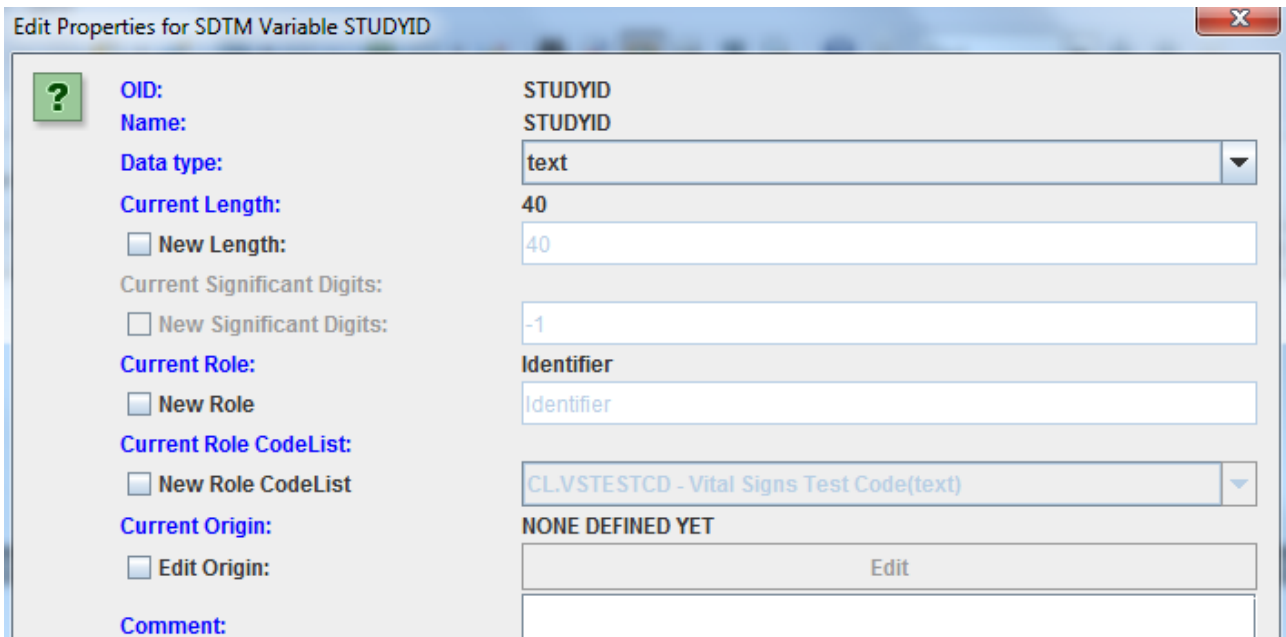 Edit Properties for SDTM Variable STUDYID
x
?
OID: STUDYID
Name: STUDYID
Data type: text
Current Length: 40
New Length: 40
Current Significant Digits:
New Significant Digits: -1
Current Role: Identifier
New Role Identifier
Current Role CodeList:
New Role CodeList CL.VSTESTCD - Vital Signs Test Code(text)
Current Origin: NONE DEFINED YET
Edit Origin: Edit
Comment: